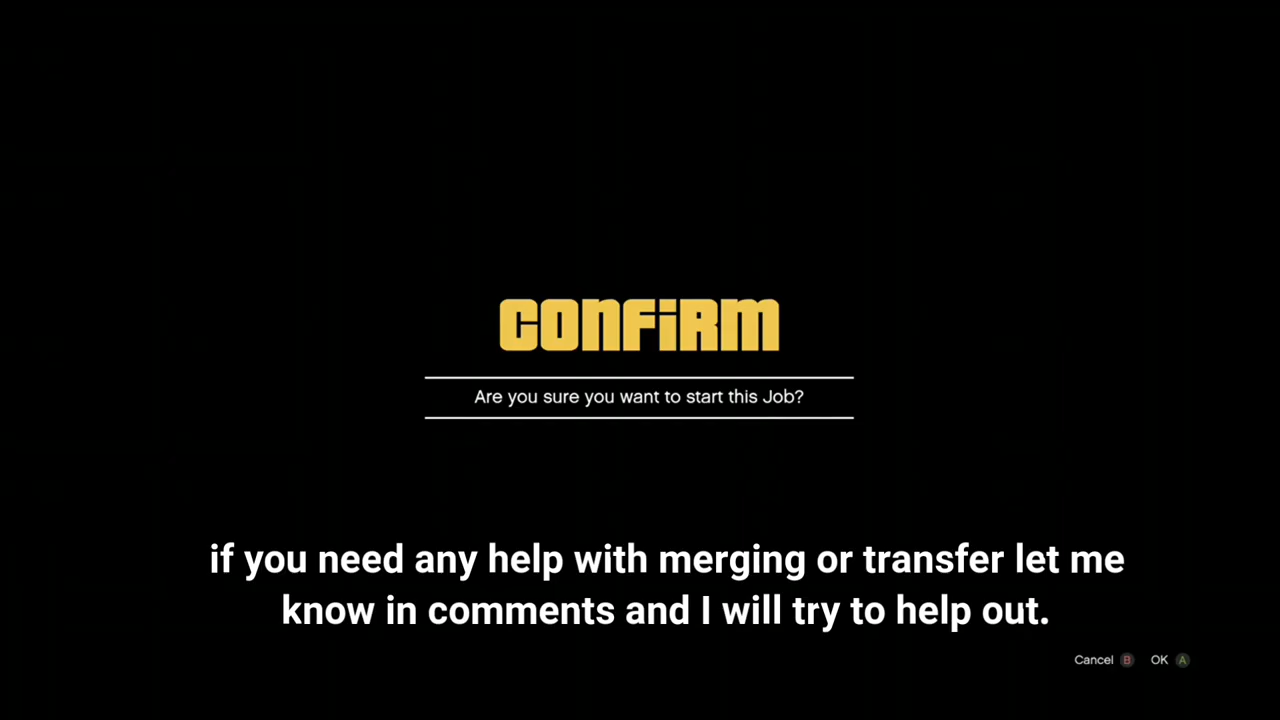 CONFiRM
Are you sure you want to start this Job?
if you need any help with merging or transfer let me
know in comments and I will try to help out.
Cancel B OK A